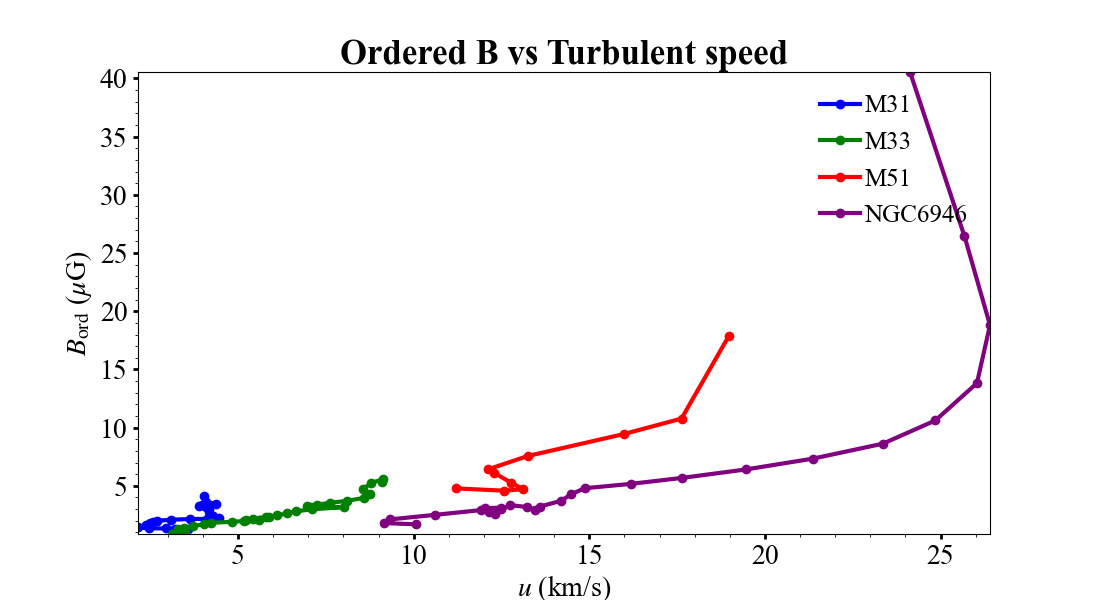 Ordered B vs Turbulent speed
40
35
30
25
20
15
10
5
B_ord (μG)
M31
M33
M51
NGC6946
5 10 15 20 25
u (km/s)